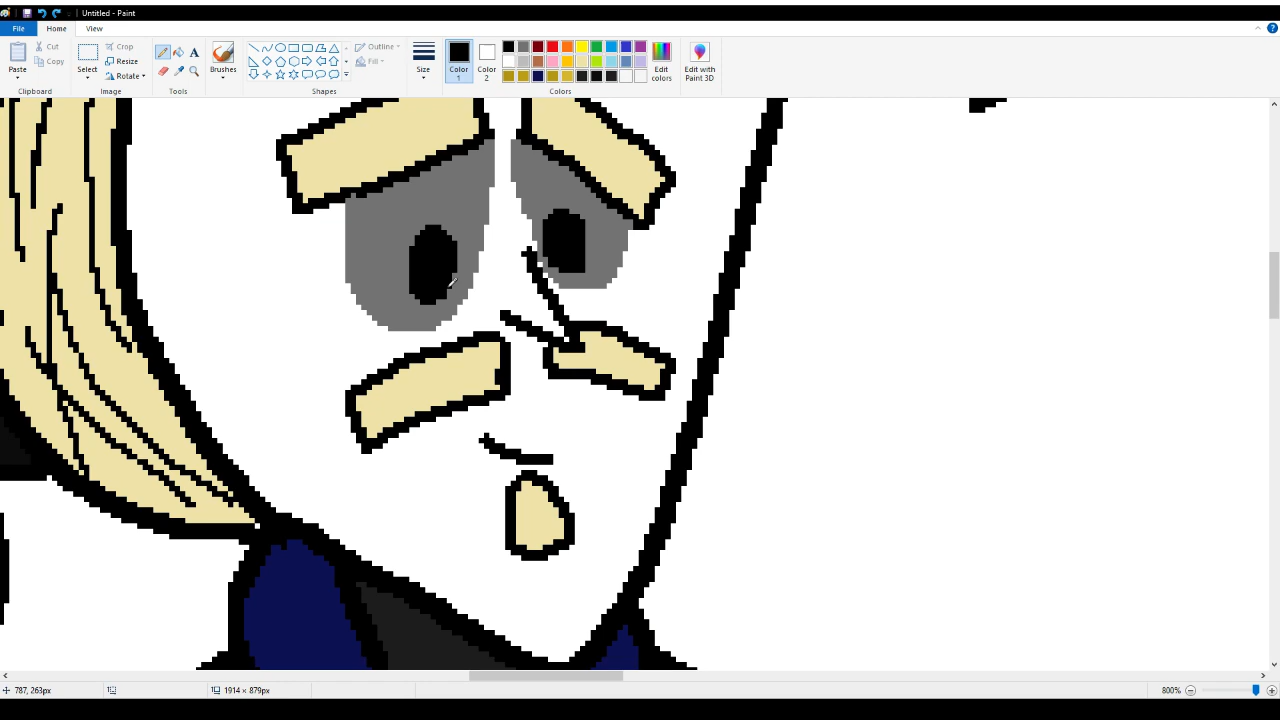 Untitled - Paint
File Home View
Paste Cut Copy Select Crop Resize Rotate A Brushes Shapes Outline Fill Size Color 1 Color 2 Edit colors Edit with Paint 3D
Clipboard Image Tools Shapes Colors
787, 263px 1914 × 879px 800%